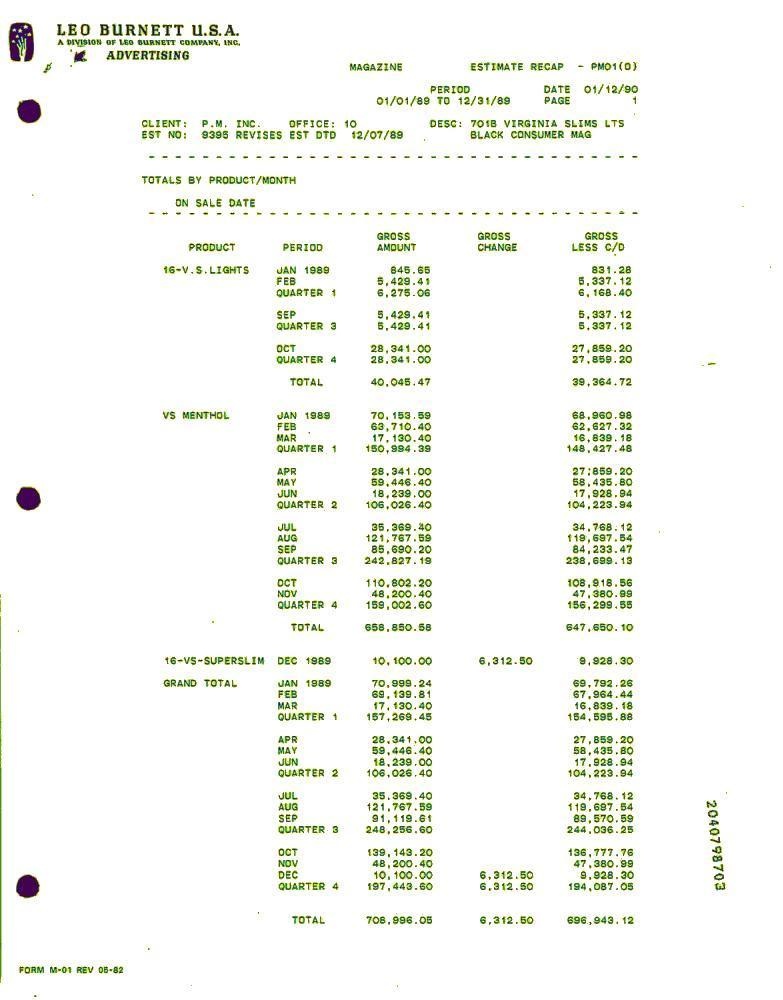 LEO BURNETT U.S.A.
A DIVISION OF LEO BURNETT COMPANY, INC.
ADVERTISING
MAGAZINE ESTIMATE RECAP - PM01(D)
PERIOD DATE 01/12/90
01/01/89 TO 12/31/89 PAGE 1
CLIENT: P.M. INC. OFFICE: 10 DESC: 701B VIRGINIA SLIMS LTS
EST NO: 9395 REVISES EST DTD 12/07/89 BLACK CONSUMER MAG
TOTALS BY PRODUCT/MONTH
ON SALE DATE
GROSS GROSS GROSS
PRODUCT PERIOD AMOUNT CHANGE LESS C/D
16-V.S.LIGHTS JAN 1989 845.65 831.28
FEB 5,429.41 5,337.12
QUARTER 1 6,275.06 6,168.40
SEP 5,429.41 5,337.12
QUARTER 3 5,429.41 5,337.12
OCT 28,341.00 27,859.20
QUARTER 4 28,341.00 27,859.20
TOTAL 40,045.47 39,364.72
VS MENTHOL JAN 1989 70,153.59 68,960.98
FEB 63,710.40 62,627.32
MAR 17,130.40 16,839.18
QUARTER 1 150,994.39 148,427.48
APR 28,341.00 27,859.20
MAY 59,446.40 58,435.80
JUN 18,239.00 17,928.94
QUARTER 2 106,026.40 104,223.94
JUL 35,369.40 34,768.12
AUG 121,767.59 119,697.54
SEP 85,690.20 84,233.47
QUARTER 3 242,827.19 238,699.13
OCT 110,802.20 108,918.56
NOV 48,200.40 47,380.99
QUARTER 4 159,002.60 156,299.55
TOTAL 658,850.58 647,650.10
16-VS-SUPERSLIM DEC 1989 10,100.00 6,312.50 9,928.30
GRAND TOTAL JAN 1989 70,999.24 69,792.26
FEB 69,139.81 67,964.44
MAR 17,130.40 16,839.18
QUARTER 1 157,269.45 154,595.88
APR 28,341.00 27,859.20
MAY 59,446.40 58,435.80
JUN 18,239.00 17,928.94
QUARTER 2 106,026.40 104,223.94
JUL 35,369.40 34,768.12
AUG 121,767.59 119,697.54
SEP 91,119.61 89,570.59
QUARTER 3 248,256.60 244,036.25
OCT 139,143.20 136,777.76
NOV 48,200.40 47,380.99
DEC 10,100.00 6,312.50 9,928.30
QUARTER 4 197,443.60 6,312.50 194,087.05
TOTAL 708,996.05 6,312.50 696,943.12
2040798703
FORM M-01 REV 05-82